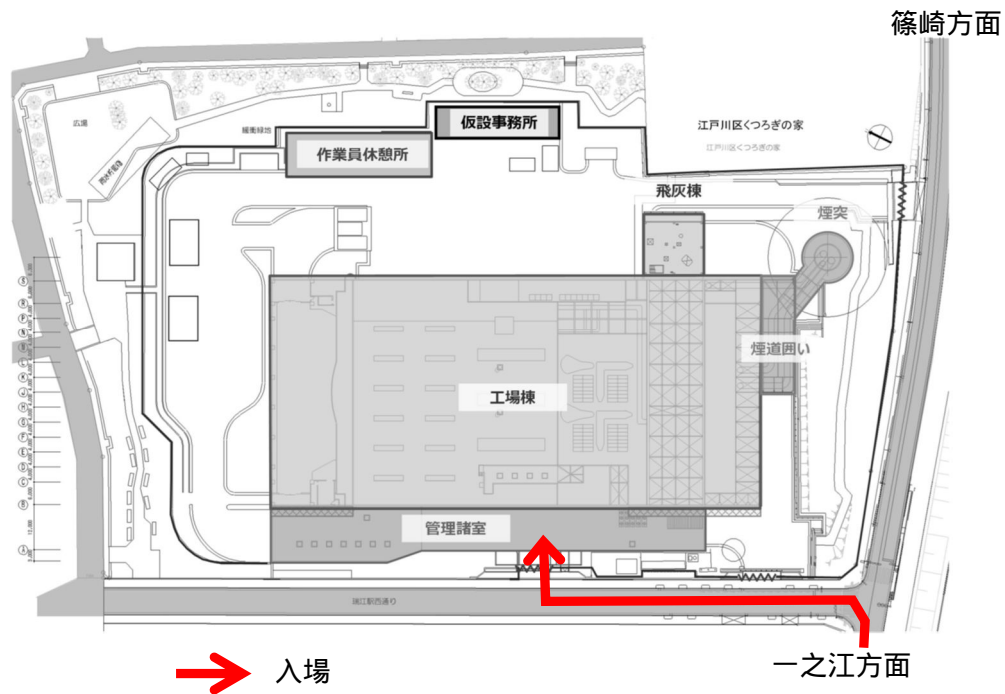 篠崎方面
広場
緩衝緑地
仮設事務所
作業員休憩所
江戸川区くつろぎの家
江戸川区くつろぎの家
飛灰棟
煙突
煙道囲い
工場棟
管理諸室
瑞江駅西通り
入場
一之江方面
S
R
P
N
L
K
J
H
G
F
E
D
C
B
A